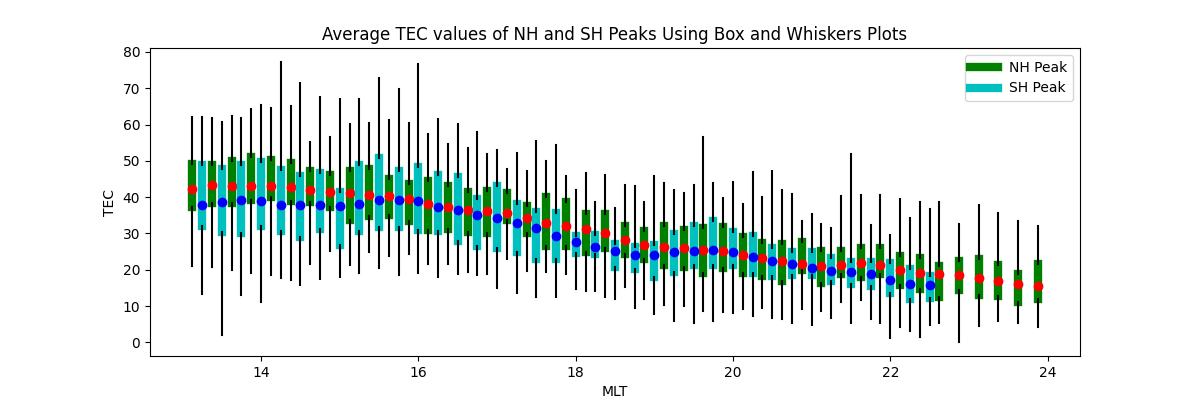 Average TEC values of NH and SH Peaks Using Box and Whiskers Plots
NH Peak
SH Peak
TEC
80
70
60
50
40
30
20
10
0
14 16 18 20 22 24
MLT